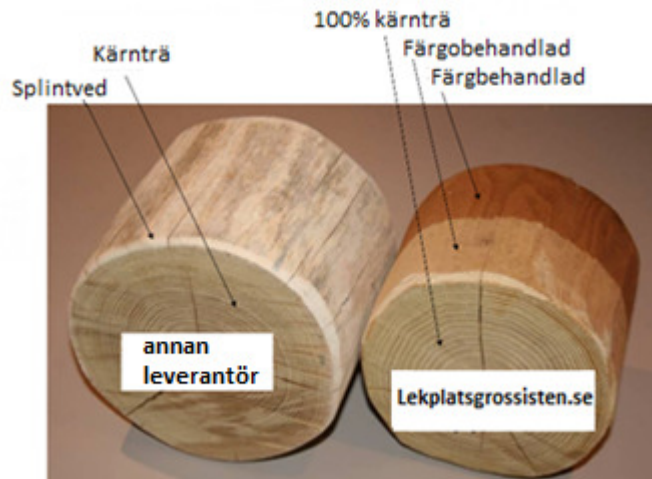 100% kärnträ
Kärnträ
Färgobehandlad
Splintved
Färgbehandlad
annan
leverantör
Lekplatsgrossisten.se